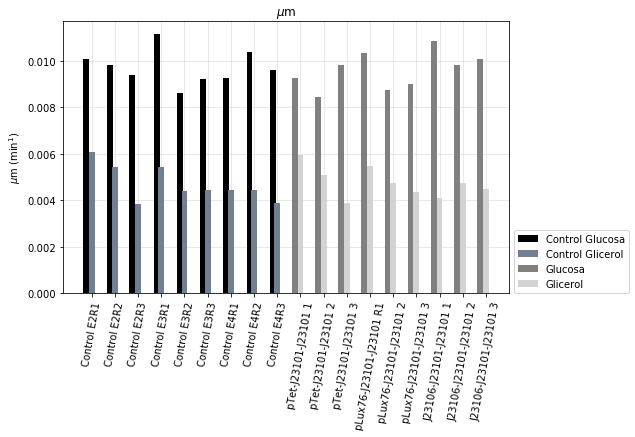 μm
μm (min¹)
0.010
0.008
0.006
0.004
0.002
0.000
Control E2R1
Control E2R2
Control E2R3
Control E3R1
Control E3R2
Control E3R3
Control E4R1
Control E4R2
Control E4R3
pTet-J23101-J23101 1
pTet-J23101-J23101 2
pTet-J23101-J23101 3
pLux76-J23101-J23101 R1
pLux76-J23101-J23101 2
pLux76-J23101-J23101 3
J23106-J23101-J23101 1
J23106-J23101-J23101 2
J23106-J23101-J23101 3
Control Glucosa
Control Glicerol
Glucosa
Glicerol